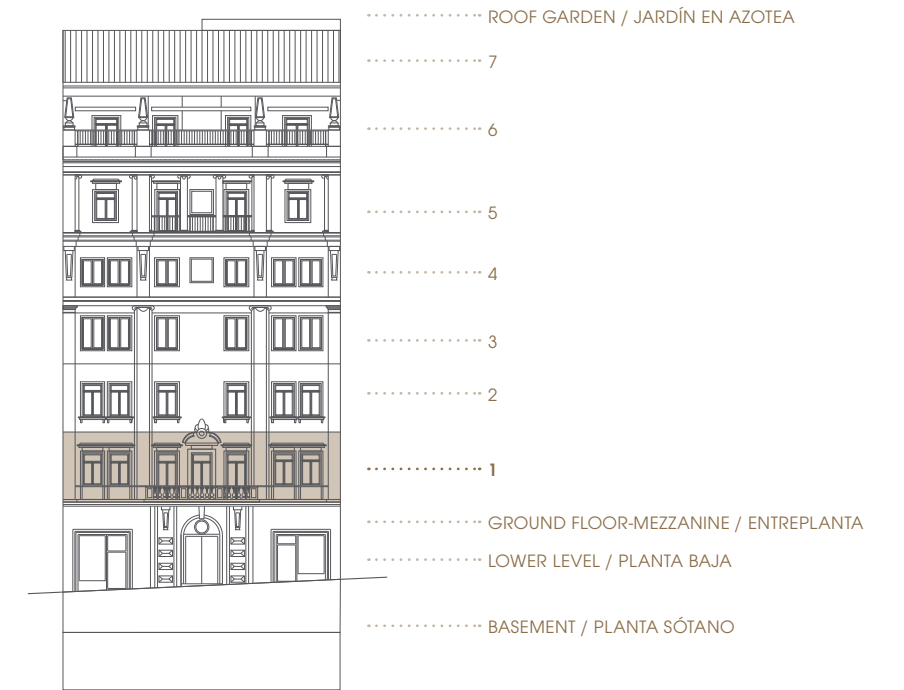 ROOF GARDEN / JARDÍN EN AZOTEA
7
6
5
4
3
2
1
GROUND FLOOR-MEZZANINE / ENTREPLANTA
LOWER LEVEL / PLANTA BAJA
BASEMENT / PLANTA SÓTANO